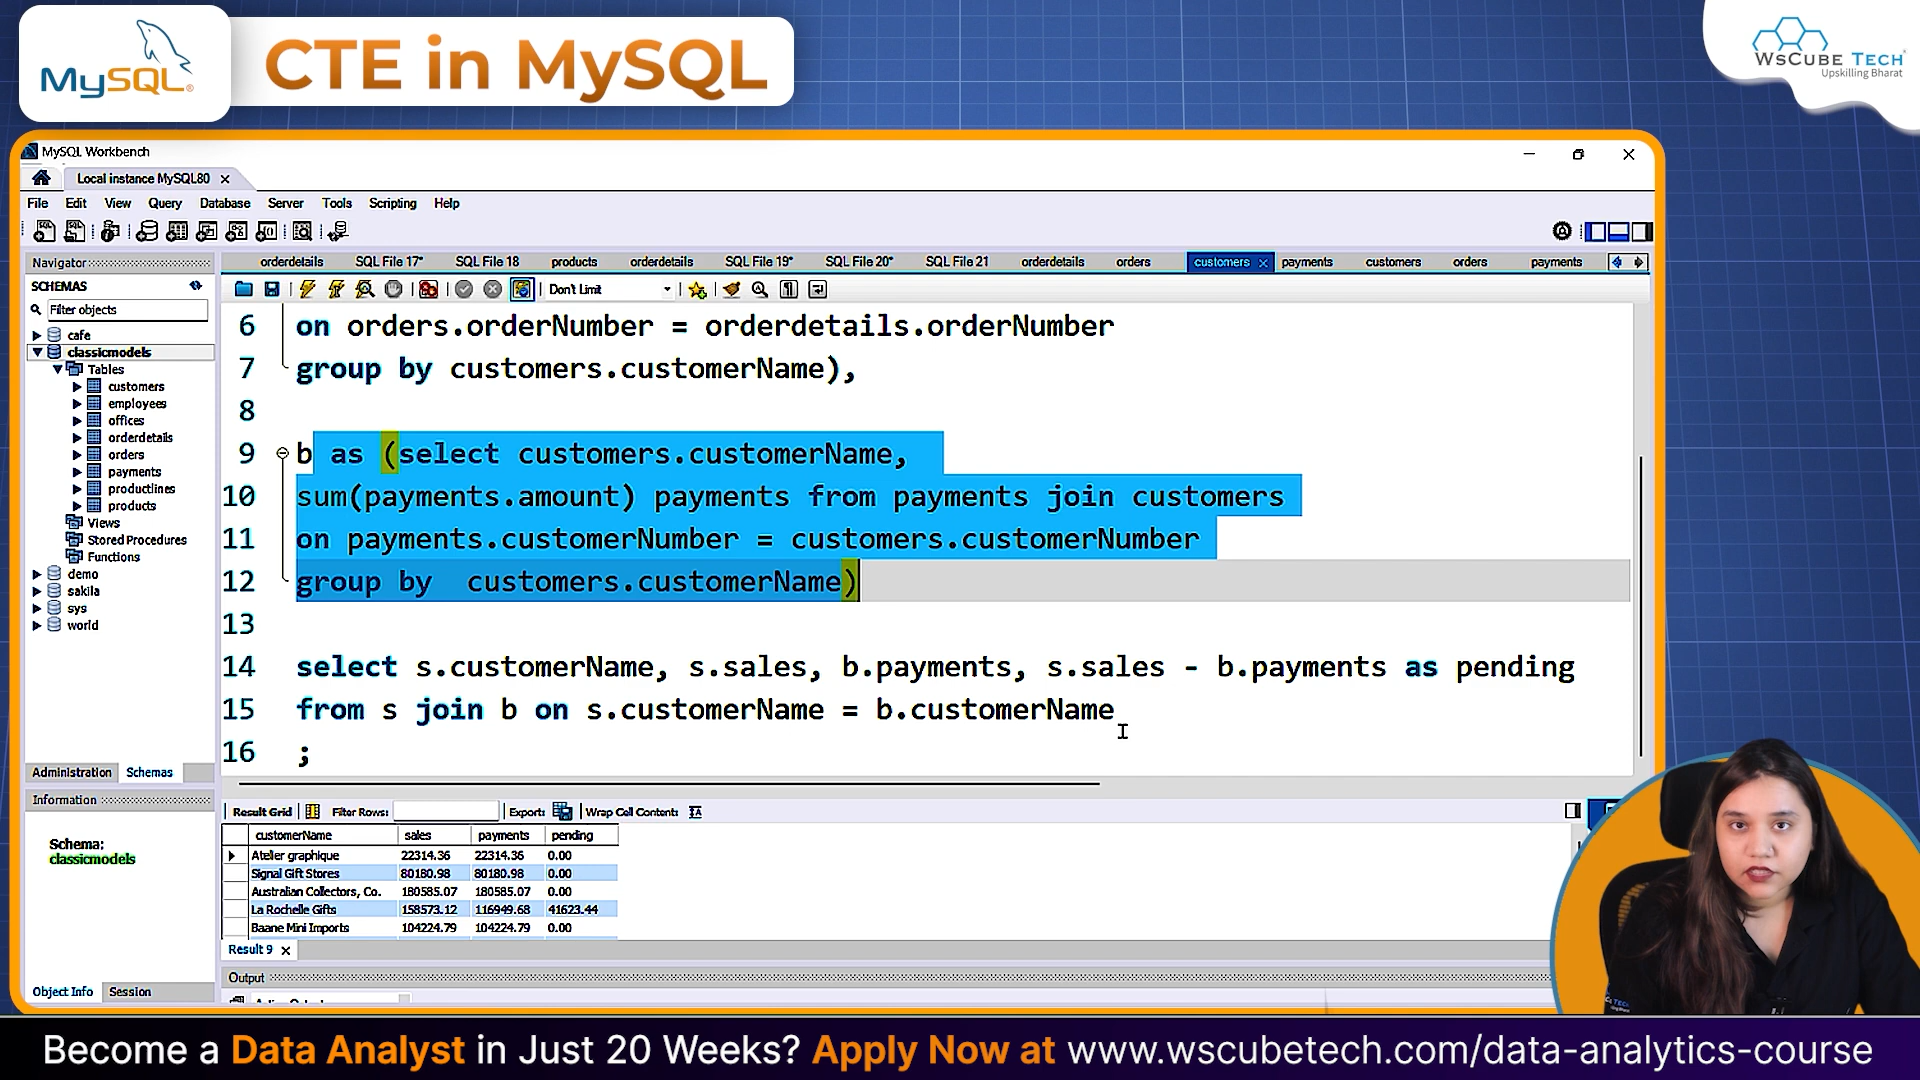 MySQL®
CTE in MySQL
WsCube Tech®
Upskilling Bharat
MySQL Workbench
Local instance MySQL80
File Edit View Query Database Server Tools Scripting Help
Navigator
orderdetails SQL File 17* SQL File 18 products orderdetails SQL File 19* SQL File 20* SQL File 21 orderdetails orders customers payments customers orders payments
SCHEMAS
Don't Limit
Filter objects
cafe
classicmodels
Tables
customers
employees
offices
orderdetails
orders
payments
productlines
products
Views
Stored Procedures
Functions
demo
sakila
sys
world
6 on orders.orderNumber = orderdetails.orderNumber
7 group by customers.customerName),
8
9 b as (select customers.customerName,
10 sum(payments.amount) payments from payments join customers
11 on payments.customerNumber = customers.customerNumber
12 group by  customers.customerName)
13
14 select s.customerName, s.sales, b.payments, s.sales - b.payments as pending
15 from s join b on s.customerName = b.customerName
16 ;
Administration Schemas
Information
Schema:
classicmodels
Object Info Session
Result Grid Filter Rows: Export: Wrap Cell Content:
customerName sales payments pending
Atelier graphique 22314.36 22314.36 0.00
Signal Gift Stores 80180.98 80180.98 0.00
Australian Collectors, Co. 180585.07 180585.07 0.00
La Rochelle Gifts 158573.12 116949.68 41623.44
Baane Mini Imports 104224.79 104224.79 0.00
Result 9
Output
Become a Data Analyst in Just 20 Weeks? Apply Now at www.wscubetech.com/data-analytics-course